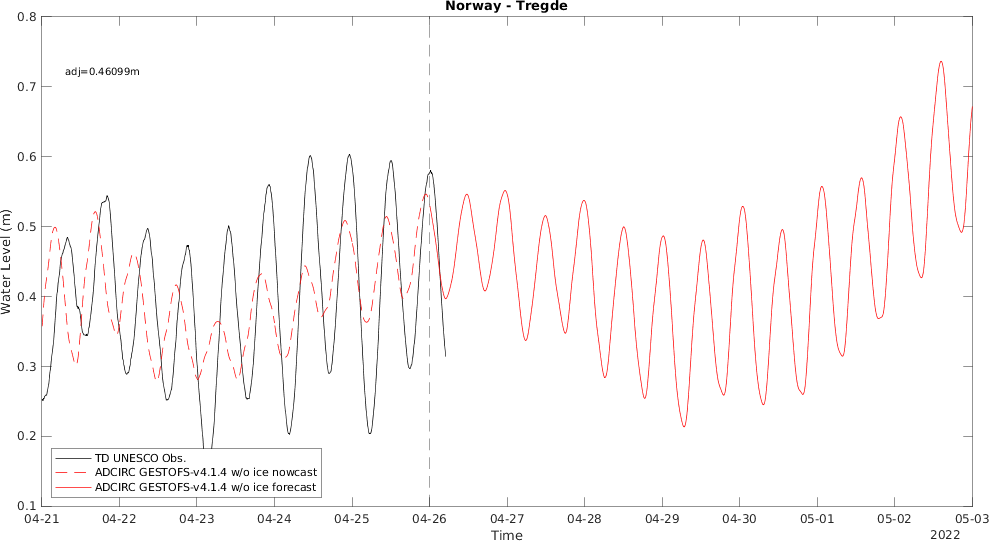 Norway - Tregde
0.8
0.7
0.6
0.5
0.4
0.3
0.2
0.1
Water Level (m)
adj=0.46099m
TD UNESCO Obs.
ADCIRC GESTOFS-v4.1.4 w/o ice nowcast
ADCIRC GESTOFS-v4.1.4 w/o ice forecast
04-21 04-22 04-23 04-24 04-25 04-26 04-27 04-28 04-29 04-30 05-01 05-02 05-03
Time
2022